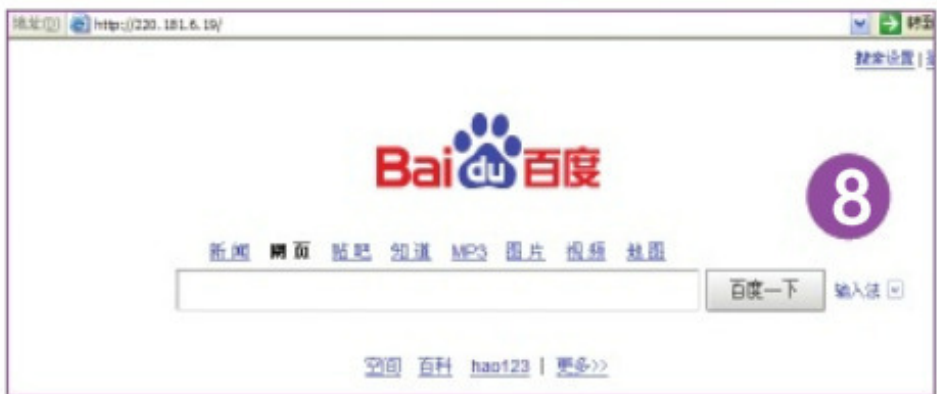 地址(D) http://220.181.6.19/ 转到
搜索设置 |
Bai du 百度
8
新闻 网页 贴吧 知道 MP3 图片 视频 地图
百度一下 输入法
空间 百科 hao123 | 更多>>